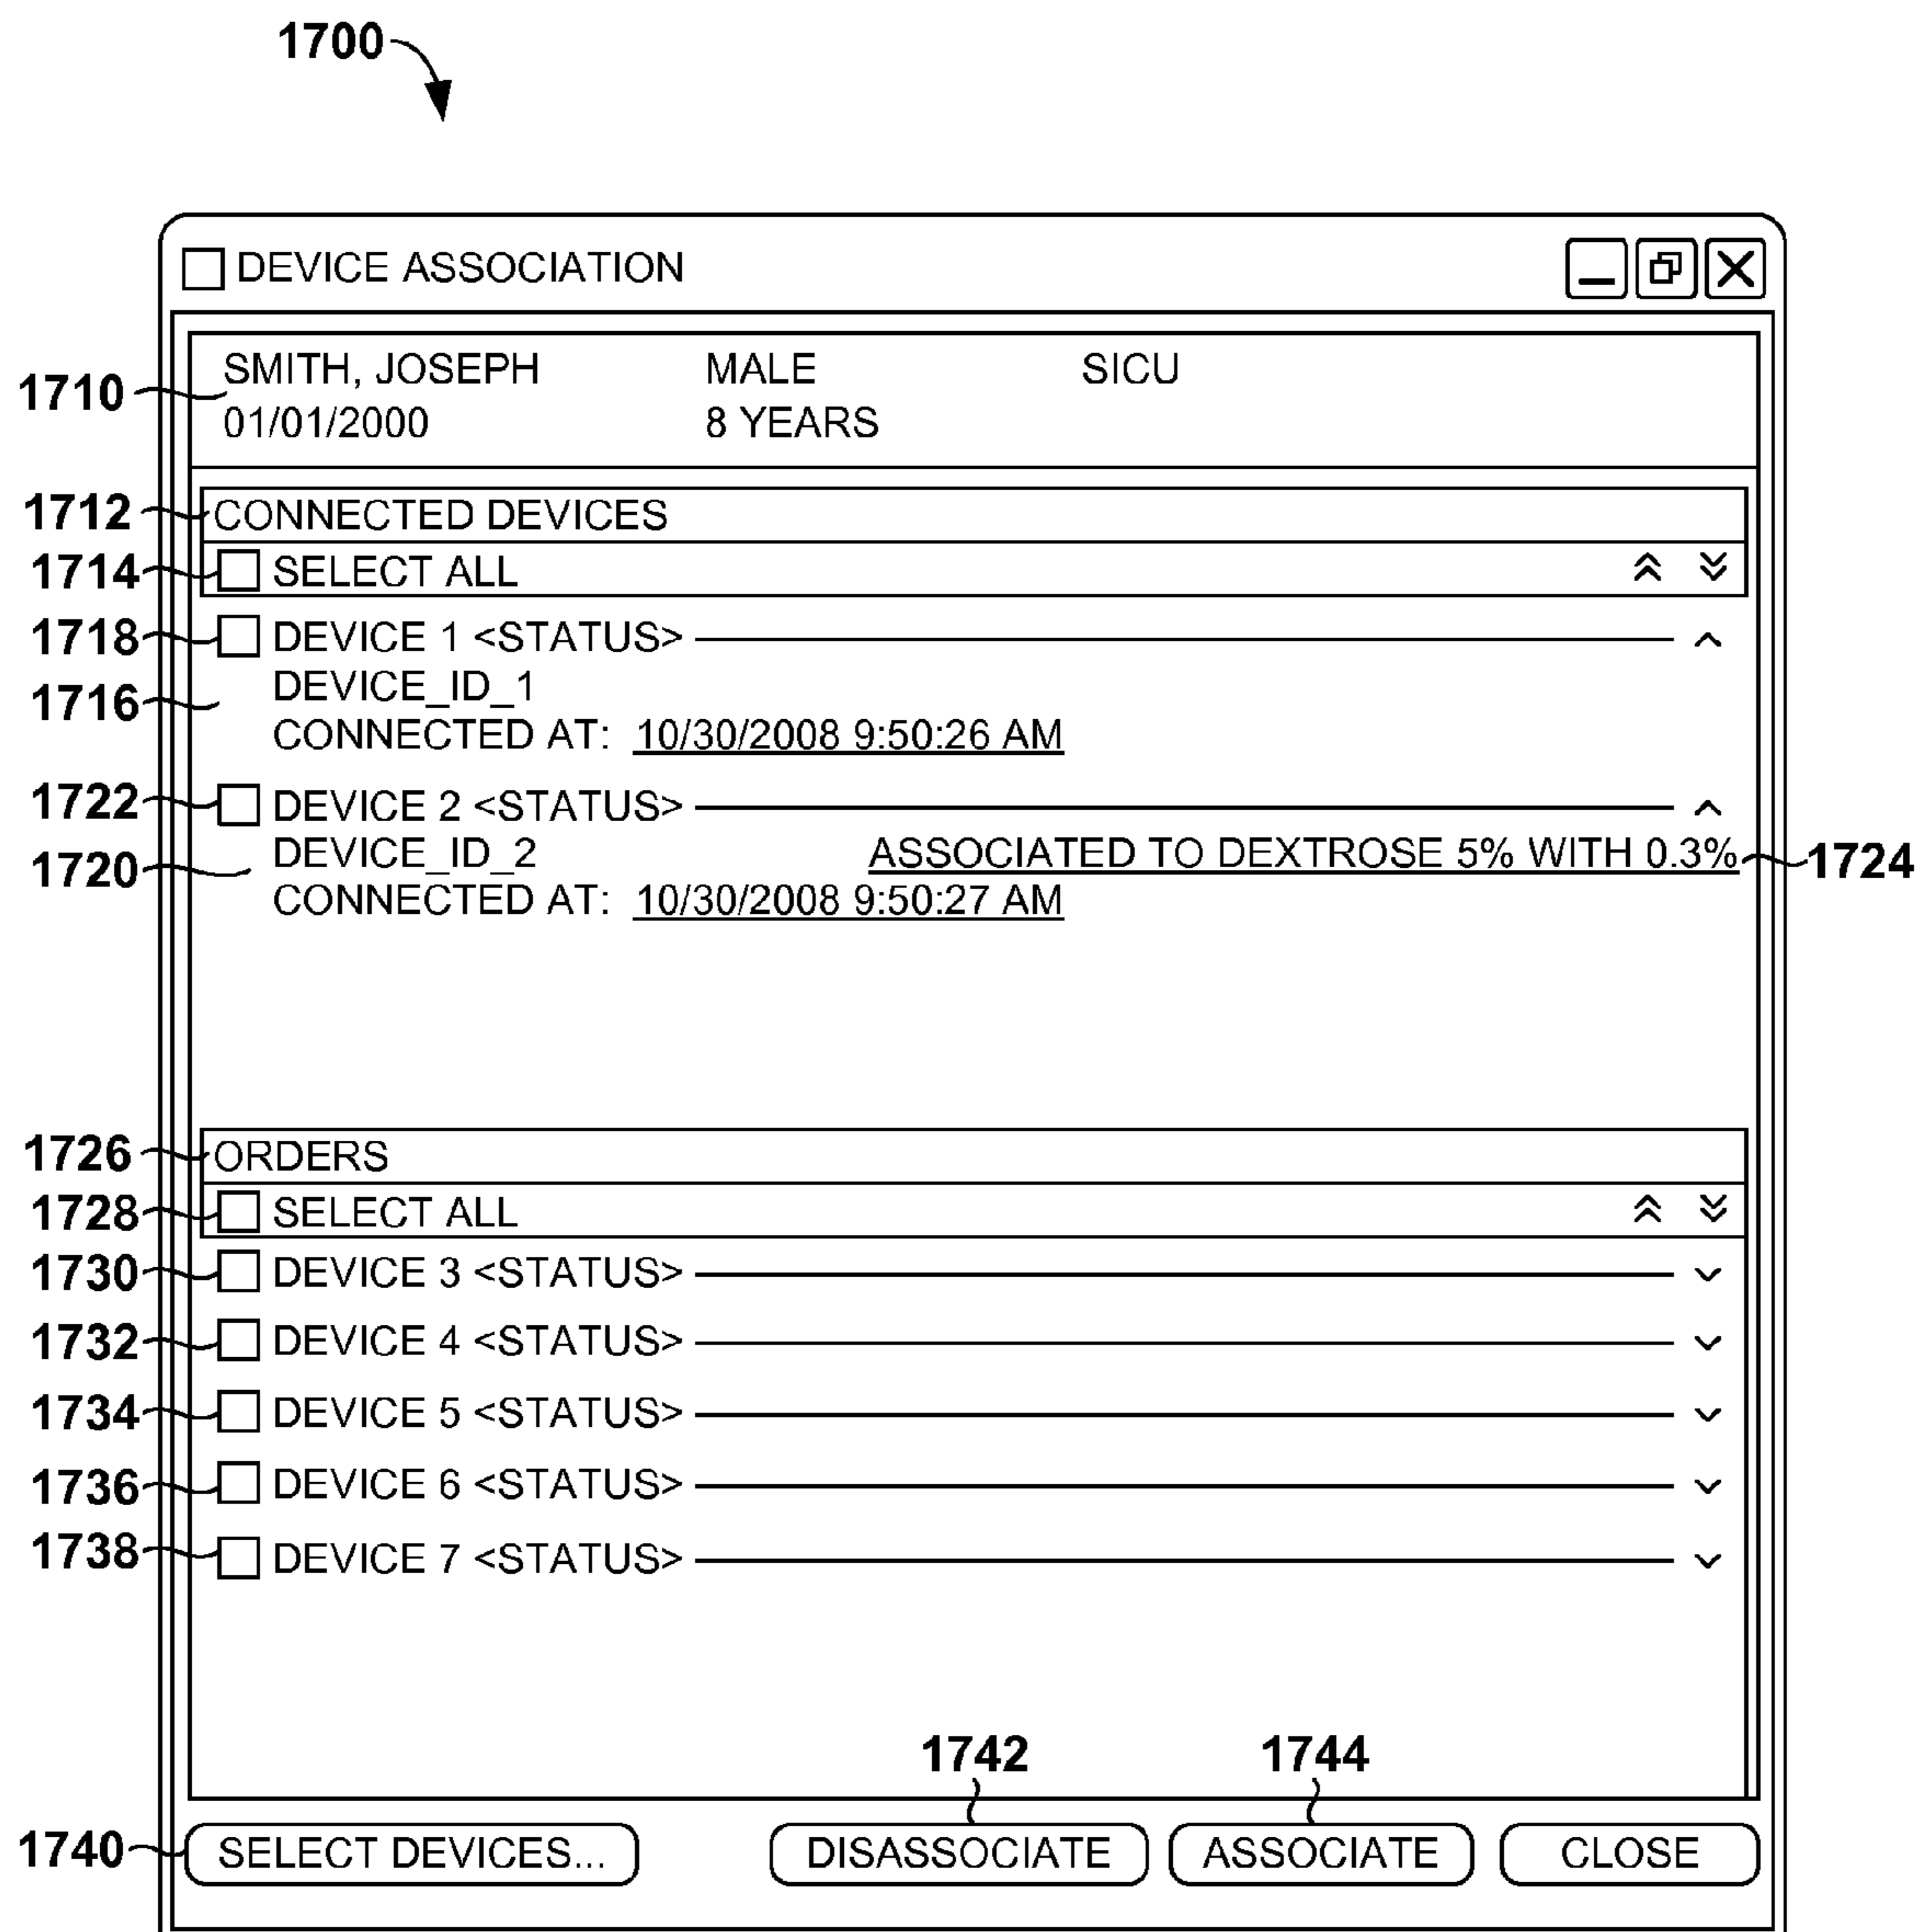 1700
DEVICE ASSOCIATION
1710
SMITH, JOSEPH MALE SICU
01/01/2000 8 YEARS
1712 CONNECTED DEVICES
1714 SELECT ALL
1718 DEVICE 1 <STATUS>
1716 DEVICE_ID_1
CONNECTED AT: 10/30/2008 9:50:26 AM
1722 DEVICE 2 <STATUS>
1720 DEVICE_ID_2 ASSOCIATED TO DEXTROSE 5% WITH 0.3% 1724
CONNECTED AT: 10/30/2008 9:50:27 AM
1726 ORDERS
1728 SELECT ALL
1730 DEVICE 3 <STATUS>
1732 DEVICE 4 <STATUS>
1734 DEVICE 5 <STATUS>
1736 DEVICE 6 <STATUS>
1738 DEVICE 7 <STATUS>
1742 1744
1740 SELECT DEVICES... DISASSOCIATE ASSOCIATE CLOSE